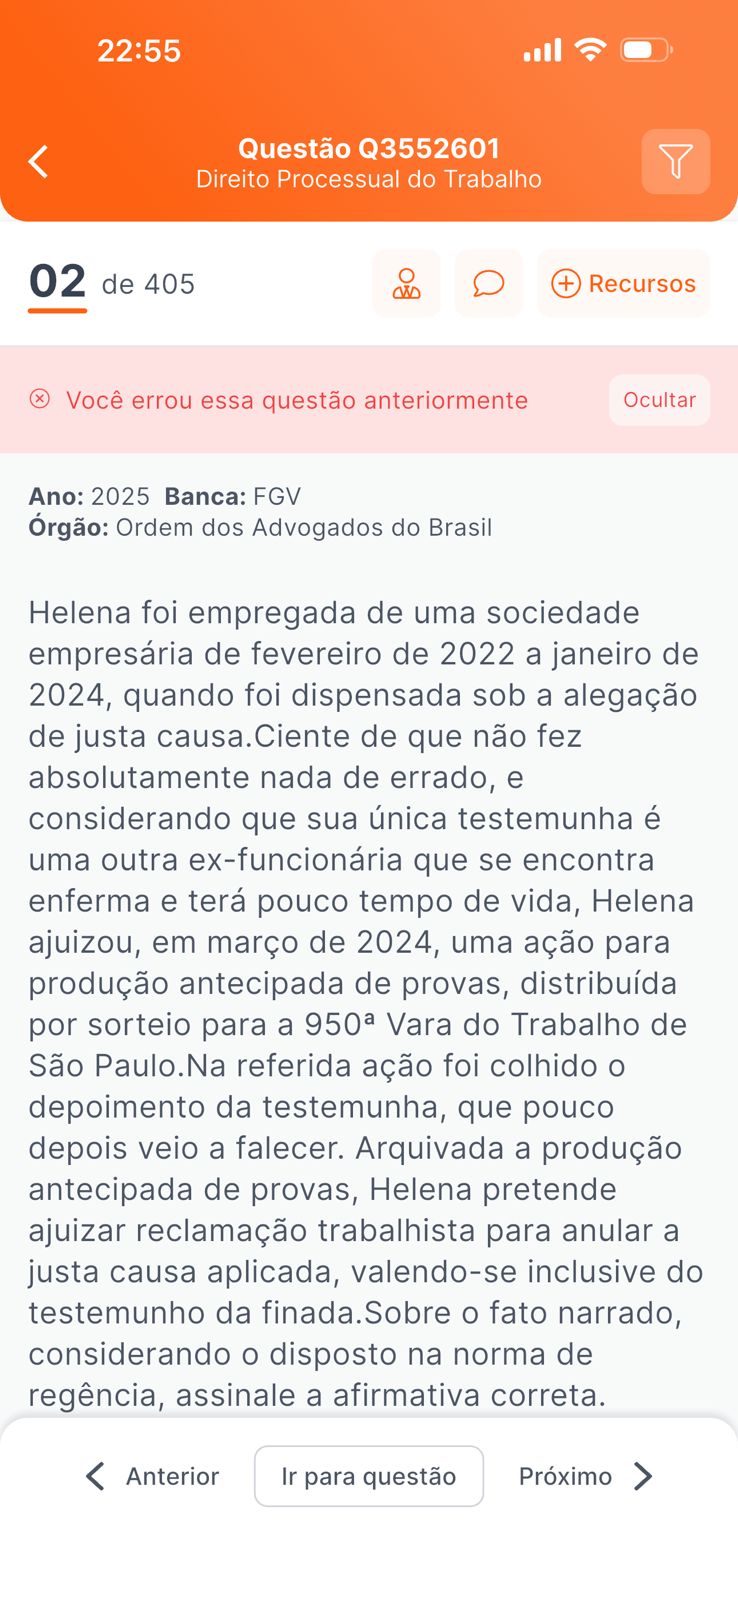 22:55
Questão Q3552601
Direito Processual do Trabalho
02 de 405
Recursos
Você errou essa questão anteriormente
Ocultar
Ano: 2025 Banca: FGV
Órgão: Ordem dos Advogados do Brasil
Helena foi empregada de uma sociedade
empresária de fevereiro de 2022 a janeiro de
2024, quando foi dispensada sob a alegação
de justa causa.Ciente de que não fez
absolutamente nada de errado, e
considerando que sua única testemunha é
uma outra ex-funcionária que se encontra
enferma e terá pouco tempo de vida, Helena
ajuizou, em março de 2024, uma ação para
produção antecipada de provas, distribuída
por sorteio para a 950ª Vara do Trabalho de
São Paulo.Na referida ação foi colhido o
depoimento da testemunha, que pouco
depois veio a falecer. Arquivada a produção
antecipada de provas, Helena pretende
ajuizar reclamação trabalhista para anular a
justa causa aplicada, valendo-se inclusive do
testemunho da finada.Sobre o fato narrado,
considerando o disposto na norma de
regência, assinale a afirmativa correta.
Anterior
Ir para questão
Próximo